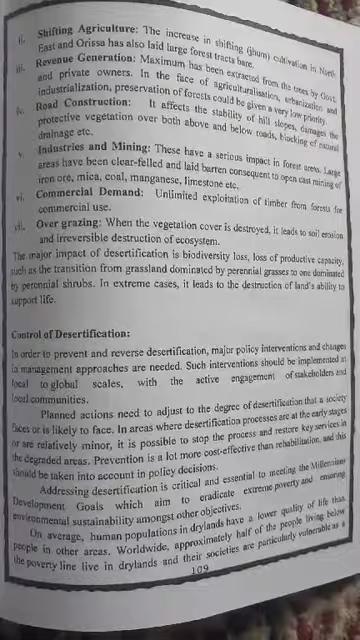 ii. Shifting Agriculture: The increase in shifting (jhum) cultivation in North
East and Orissa has also laid large forest tracts bare.
iii. Revenue Generation: Maximum has been extracted from the trees by Govt.
and private owners. In the face of agriculturalisation, urbanization and
industrialization, preservation of forests could be given a very low priority.
iv. Road Construction: It affects the stability of hill slopes, damages the
protective vegetation over both above and below roads, blocking of natural
drainage etc.
v. Industries and Mining: These have a serious impact in forest areas. Large
areas have been clear-felled and laid barren consequent to open cast mining of
iron ore, mica, coal, manganese, limestone etc.
vi. Commercial Demand: Unlimited exploitation of timber from forests for
commercial use.
vii. Over grazing: When the vegetation cover is destroyed, it leads to soil erosion
and irreversible destruction of ecosystem.
The major impact of desertification is biodiversity loss, loss of productive capacity,
such as the transition from grassland dominated by perennial grasses to one dominated
by perennial shrubs. In extreme cases, it leads to the destruction of land's ability to
support life.
Control of Desertification:
In order to prevent and reverse desertification, major policy interventions and changes
in management approaches are needed. Such interventions should be implemented at
local to global scales, with the active engagement of stakeholders and
local communities.
Planned actions need to adjust to the degree of desertification that a society
faces or is likely to face. In areas where desertification processes are at the early stages
or are relatively minor, it is possible to stop the process and restore key services in
the degraded areas. Prevention is a lot more cost-effective than rehabilitation, and this
should be taken into account in policy decisions.
Addressing desertification is critical and essential to meeting the Millennium
Development Goals which aim to eradicate extreme poverty and ensuring
environmental sustainability amongst other objectives.
On average, human populations in drylands have a lower quality of life than
people in other areas. Worldwide, approximately half of the people living below
the poverty line live in drylands and their societies are particularly vulnerable as a
109